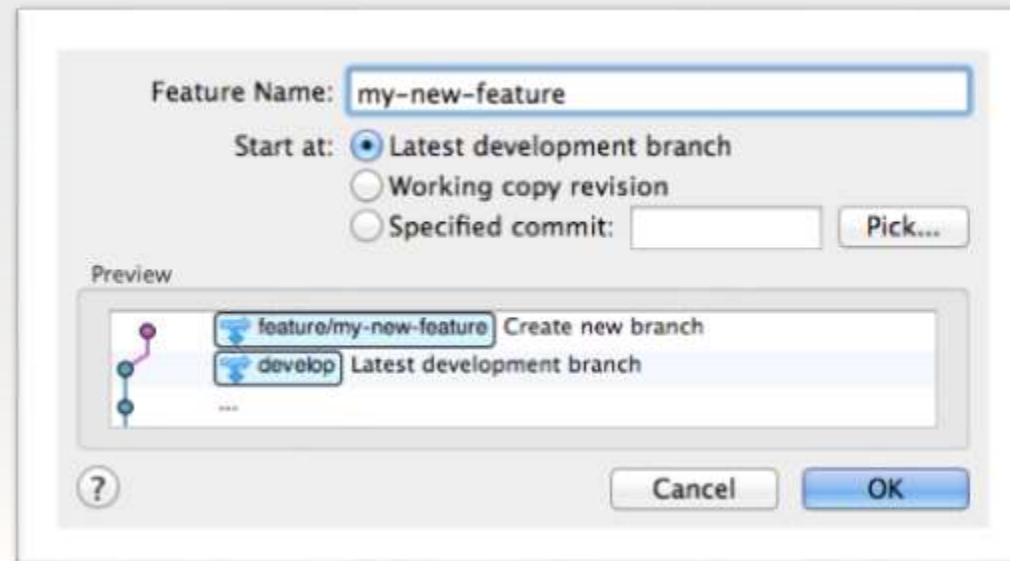 Feature Name: my-new-feature
Start at: Latest development branch
Working copy revision
Specified commit: Pick...
Preview
feature/my-new-feature Create new branch
develop Latest development branch
...
? Cancel OK